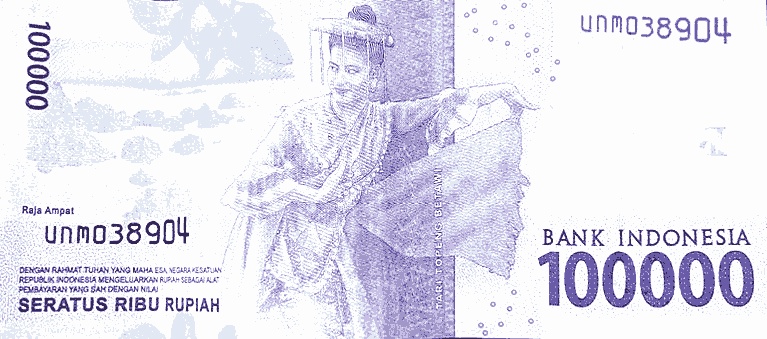 100000
unm038904
Raja Ampat
unm038904
DENGAN RAHMAT TUHAN YANG MAHA ESA, NEGARA KESATUAN
REPUBLIK INDONESIA MENGELUARKAN RUPIAH SEBAGAI ALAT
PEMBAYARAN YANG SAH DENGAN NILAI
SERATUS RIBU RUPIAH
TARI TOPENG BETAWI
BANK INDONESIA
100000